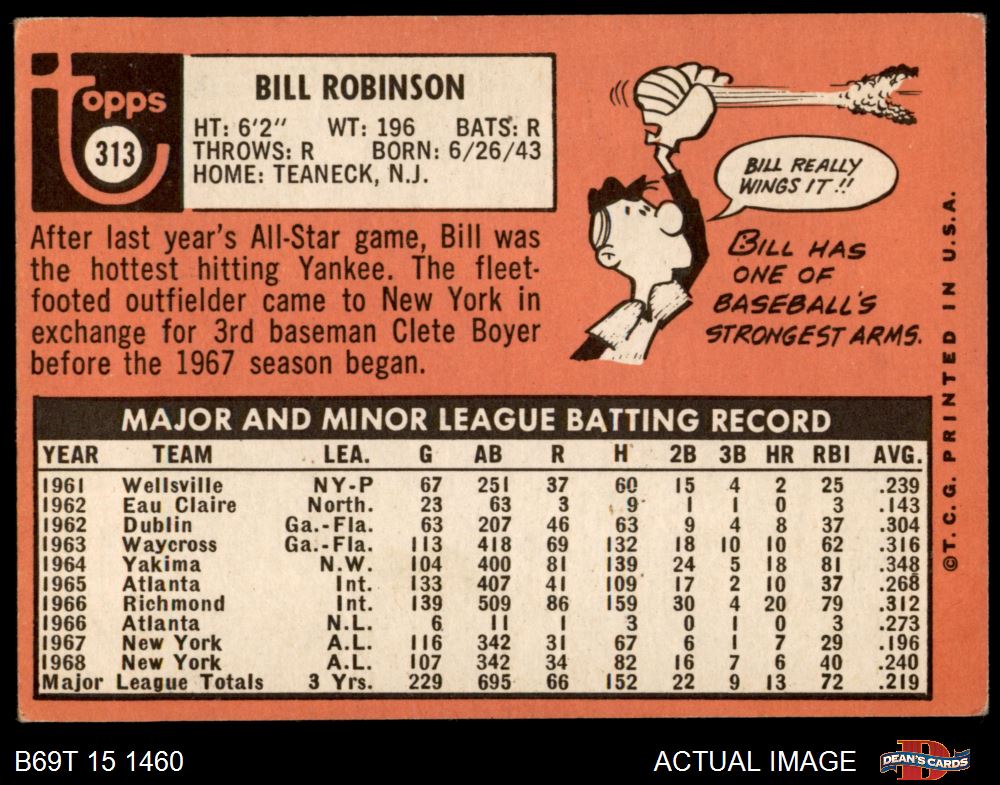 topps
313
BILL ROBINSON
HT: 6'2" WT: 196 BATS: R
THROWS: R BORN: 6/26/43
HOME: TEANECK, N.J.
After last year's All-Star game, Bill was
the hottest hitting Yankee. The fleet-
footed outfielder came to New York in
exchange for 3rd baseman Clete Boyer
before the 1967 season began.
BILL REALLY
WINGS IT!!
BILL HAS
ONE OF
BASEBALL'S
STRONGEST ARMS.
©T.C.G. PRINTED IN U.S.A.
MAJOR AND MINOR LEAGUE BATTING RECORD
YEAR TEAM LEA. G AB R H 2B 3B HR RBI AVG.
1961 Wellsville NY-P 67 251 37 60 15 4 2 25 .239
1962 Eau Claire North. 23 63 3 9 1 1 0 3 .143
1962 Dublin Ga.-Fla. 63 207 46 63 9 4 8 37 .304
1963 Waycross Ga.-Fla. 113 418 69 132 18 10 10 62 .316
1964 Yakima N.W. 104 400 81 139 24 5 18 81 .348
1965 Atlanta Int. 133 407 41 109 17 2 10 37 .268
1966 Richmond Int. 139 509 86 159 30 4 20 79 .312
1966 Atlanta N.L. 6 11 1 3 0 1 0 3 .273
1967 New York A.L. 116 342 31 67 6 1 7 29 .196
1968 New York A.L. 107 342 34 82 16 7 6 40 .240
Major League Totals 3 Yrs. 229 695 66 152 22 9 13 72 .219
B69T 15 1460
ACTUAL IMAGE
DEAN'S CARDS